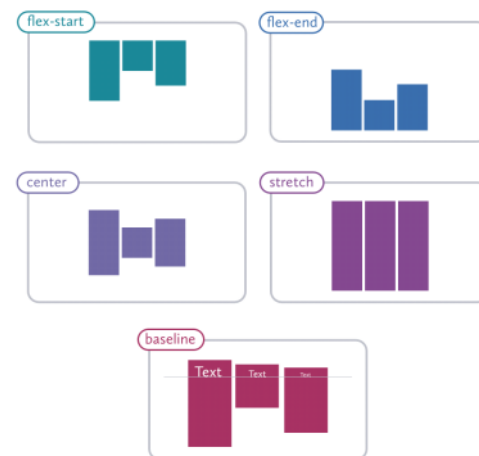 flex-start
flex-end
center
stretch
baseline
Text
Text
Text